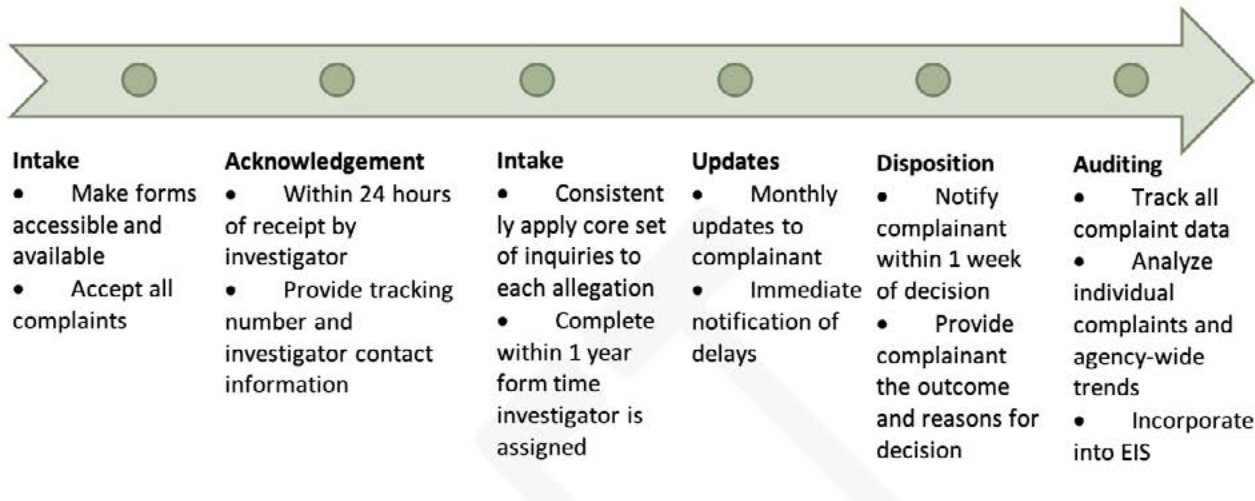 Intake
• Make forms
accessible and
available
• Accept all
complaints
Acknowledgement
• Within 24 hours
of receipt by
investigator
• Provide tracking
number and
investigator contact
information
Intake
• Consistent
ly apply core set
of inquiries to
each allegation
• Complete
within 1 year
form time
investigator is
assigned
Updates
• Monthly
updates to
complainant
• Immediate
notification of
delays
Disposition
• Notify
complainant
within 1 week
of decision
• Provide
complainant
the outcome
and reasons for
decision
Auditing
• Track all
complaint data
• Analyze
individual
complaints and
agency-wide
trends
• Incorporate
into EIS